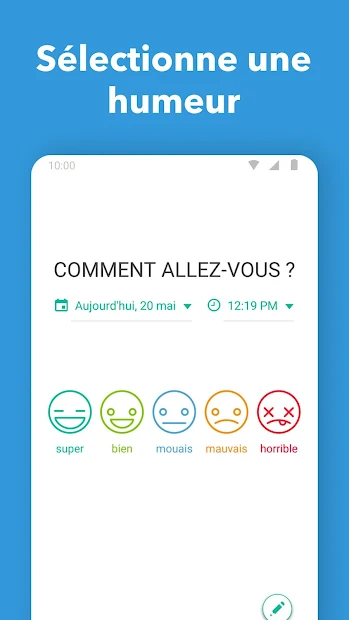 Sélectionne une
humeur
10:00
COMMENT ALLEZ-VOUS ?
Aujourd'hui, 20 mai 12:19 PM
super bien mouais mauvais horrible